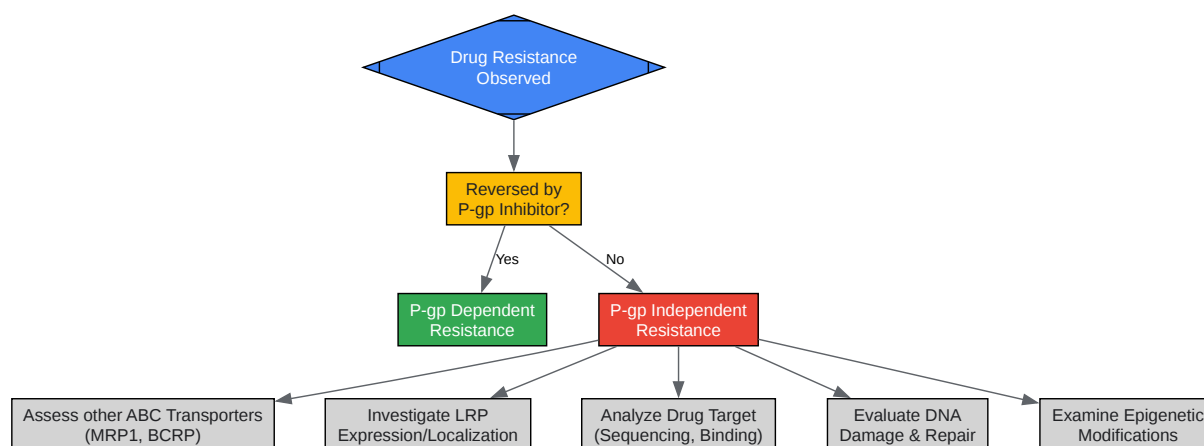 Drug Resistance
Observed
Reversed by
P-gp Inhibitor?
Yes
No
P-gp Dependent
Resistance
P-gp Independent
Resistance
Assess other ABC Transporters
(MRP1, BCRP)
Investigate LRP
Expression/Localization
Analyze Drug Target
(Sequencing, Binding)
Evaluate DNA
Damage & Repair
Examine Epigenetic
Modifications